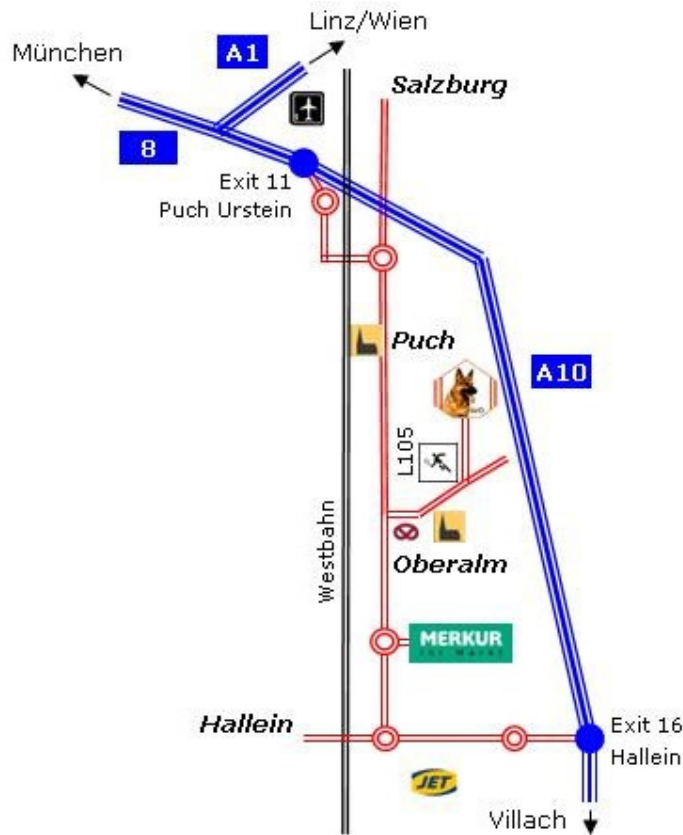 Linz/Wien
München
A1
Salzburg
8
Exit 11
Puch Urstein
Puch
A10
L105
Westbahn
Oberalm
MERKUR
Hallein
Exit 16
Hallein
JET
Villach